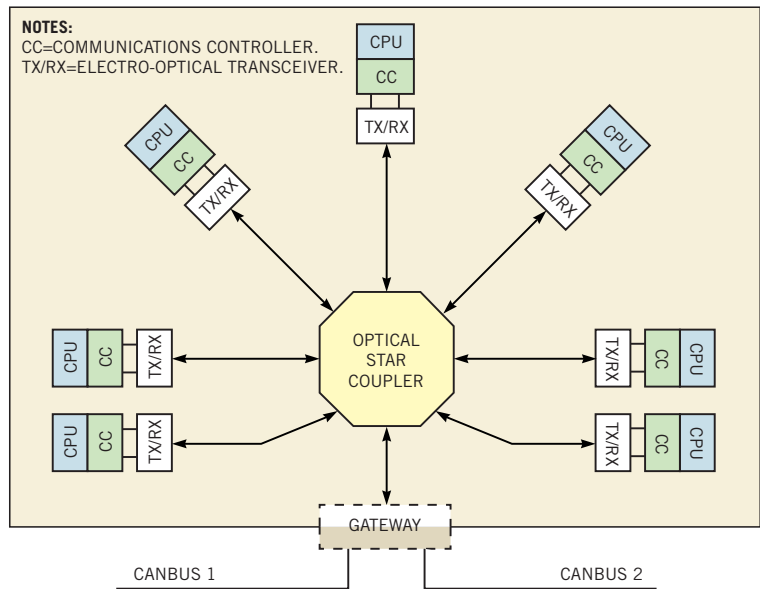 NOTES:
CC=COMMUNICATIONS CONTROLLER.
TX/RX=ELECTRO-OPTICAL TRANSCEIVER.
CPU
CC
TX/RX
CPU
CC
TX/RX
CPU
CC
TX/RX
CPU
CC
TX/RX
OPTICAL
STAR
COUPLER
TX/RX
CC
CPU
CPU
CC
TX/RX
TX/RX
CC
CPU
GATEWAY
CANBUS 1
CANBUS 2